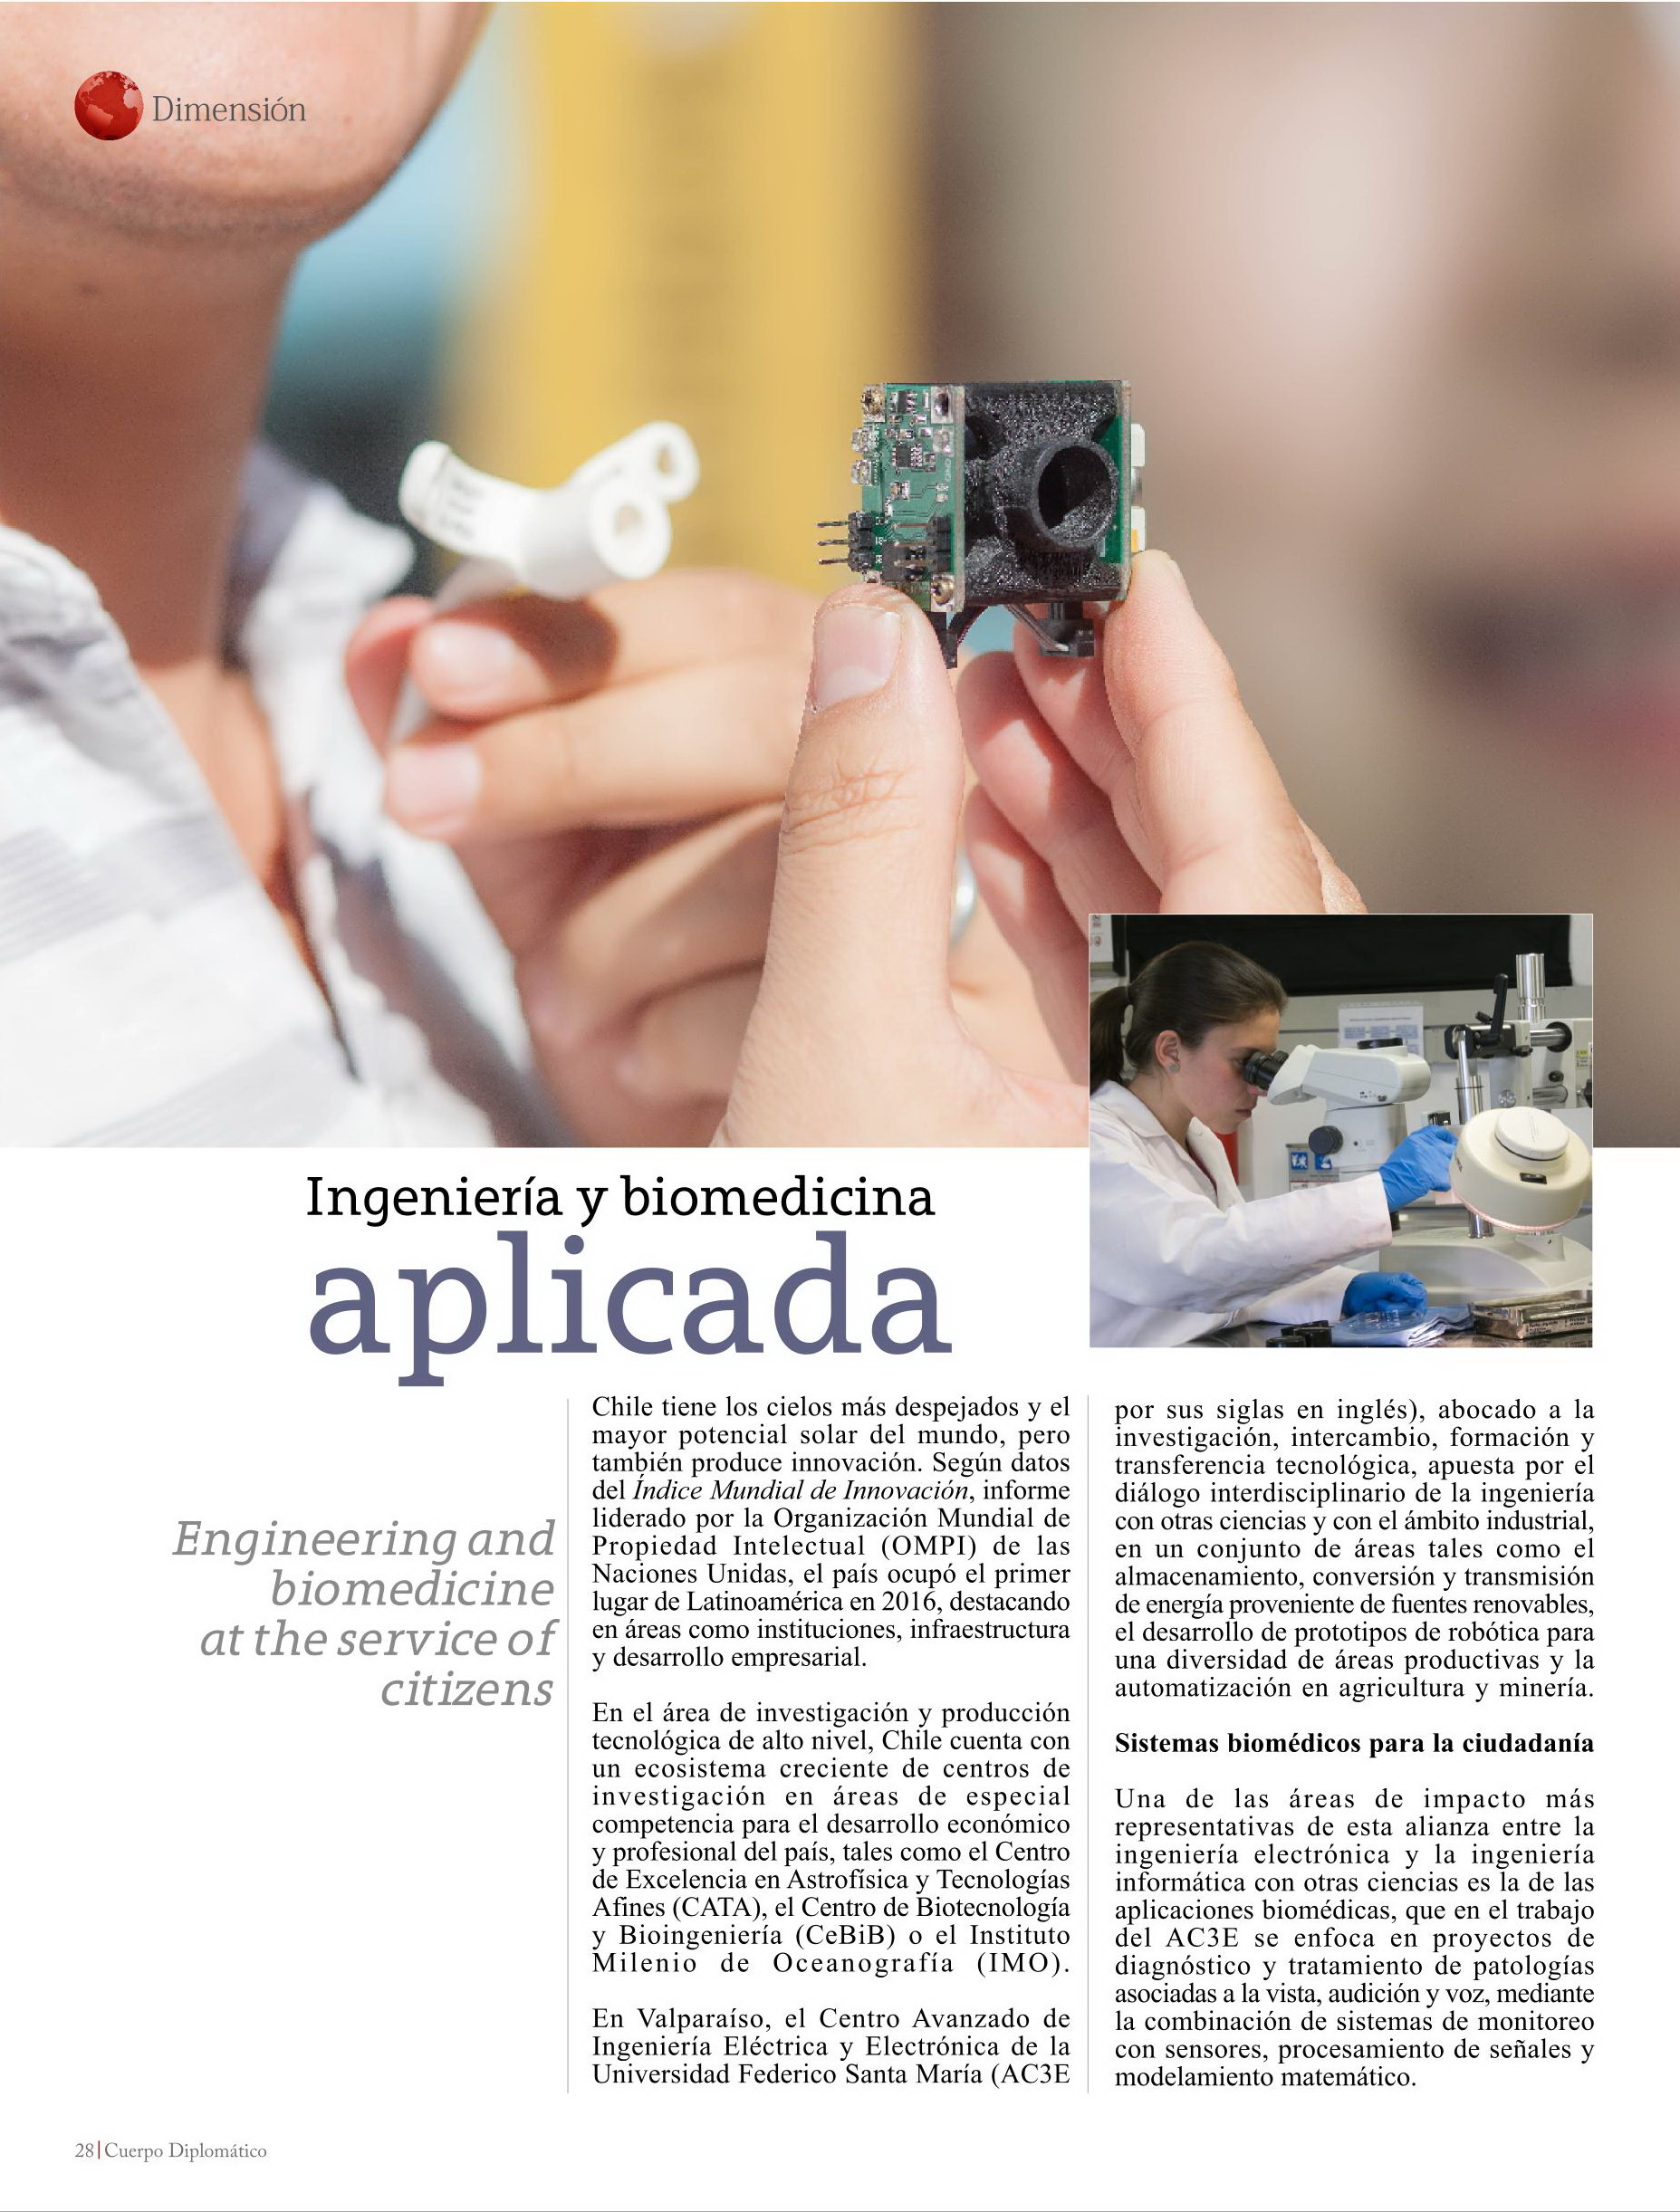 Dimensión
Ingeniería y biomedicina
aplicada
Engineering and
biomedicine
at the service of
citizens
Chile tiene los cielos más despejados y el
mayor potencial solar del mundo, pero
también produce innovación. Según datos
del Índice Mundial de Innovación, informe
liderado por la Organización Mundial de
Propiedad Intelectual (OMPI) de las
Naciones Unidas, el país ocupó el primer
lugar de Latinoamérica en 2016, destacando
en áreas como instituciones, infraestructura
y desarrollo empresarial.
En el área de investigación y producción
tecnológica de alto nivel, Chile cuenta con
un ecosistema creciente de centros de
investigación en áreas de especial
competencia para el desarrollo económico
y profesional del país, tales como el Centro
de Excelencia en Astrofísica y Tecnologías
Afines (CATA), el Centro de Biotecnología
y Bioingeniería (CeBiB) o el Instituto
Milenio de Oceanografía (IMO).
En Valparaíso, el Centro Avanzado de
Ingeniería Eléctrica y Electrónica de la
Universidad Federico Santa María (AC3E
por sus siglas en inglés), abocado a la
investigación, intercambio, formación y
transferencia tecnológica, apuesta por el
diálogo interdisciplinario de la ingeniería
con otras ciencias y con el ámbito industrial,
en un conjunto de áreas tales como el
almacenamiento, conversión y transmisión
de energía proveniente de fuentes renovables,
el desarrollo de prototipos de robótica para
una diversidad de áreas productivas y la
automatización en agricultura y minería.
Sistemas biomédicos para la ciudadanía
Una de las áreas de impacto más
representativas de esta alianza entre la
ingeniería electrónica y la ingeniería
informática con otras ciencias es la de las
aplicaciones biomédicas, que en el trabajo
del AC3E se enfoca en proyectos de
diagnóstico y tratamiento de patologías
asociadas a la vista, audición y voz, mediante
la combinación de sistemas de monitoreo
con sensores, procesamiento de señales y
modelamiento matemático.
28|Cuerpo Diplomático